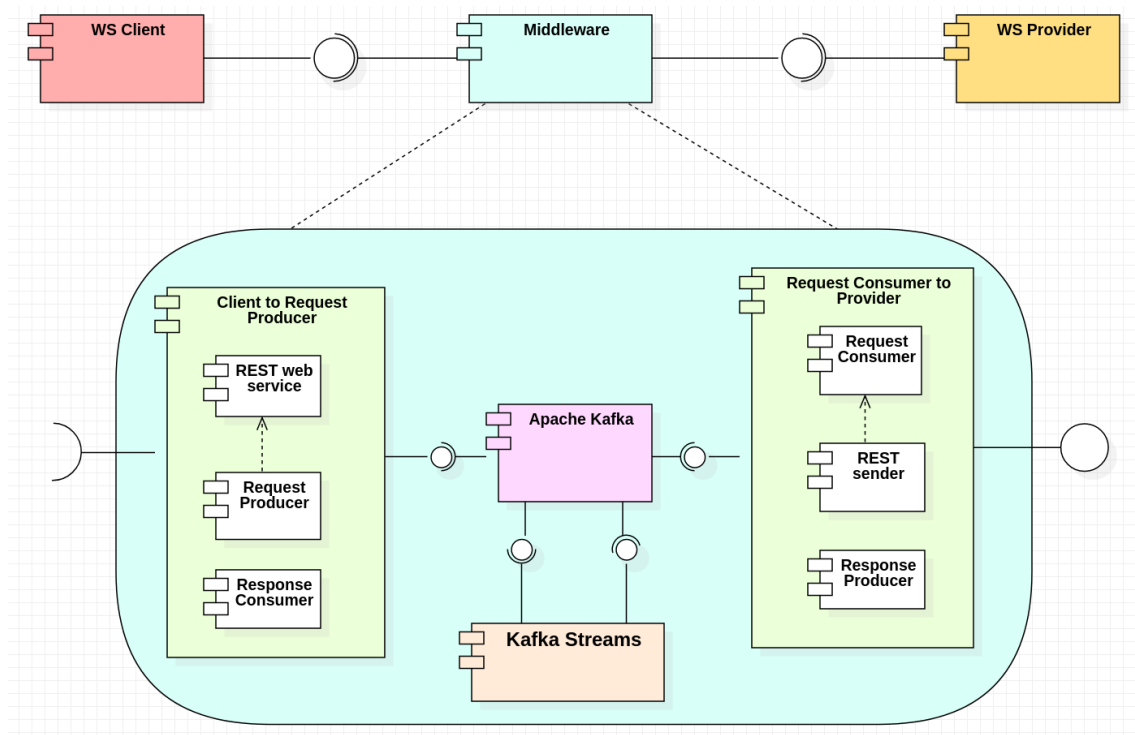 WS Client
Middleware
WS Provider
Client to Request
Producer
REST web
service
Request
Producer
Response
Consumer
Apache Kafka
Kafka Streams
Request Consumer to
Provider
Request
Consumer
REST
sender
Response
Producer